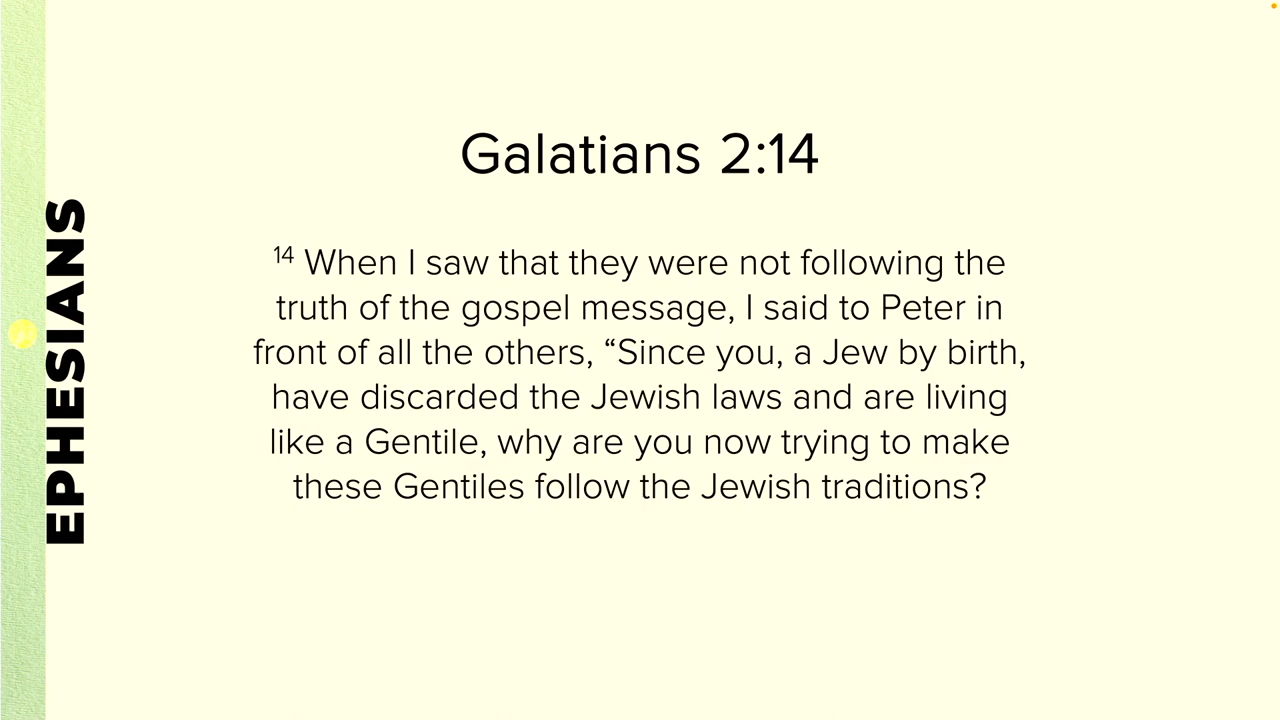 EPHESIANS
Galatians 2:14
14 When I saw that they were not following the
truth of the gospel message, I said to Peter in
front of all the others, “Since you, a Jew by birth,
have discarded the Jewish laws and are living
like a Gentile, why are you now trying to make
these Gentiles follow the Jewish traditions?